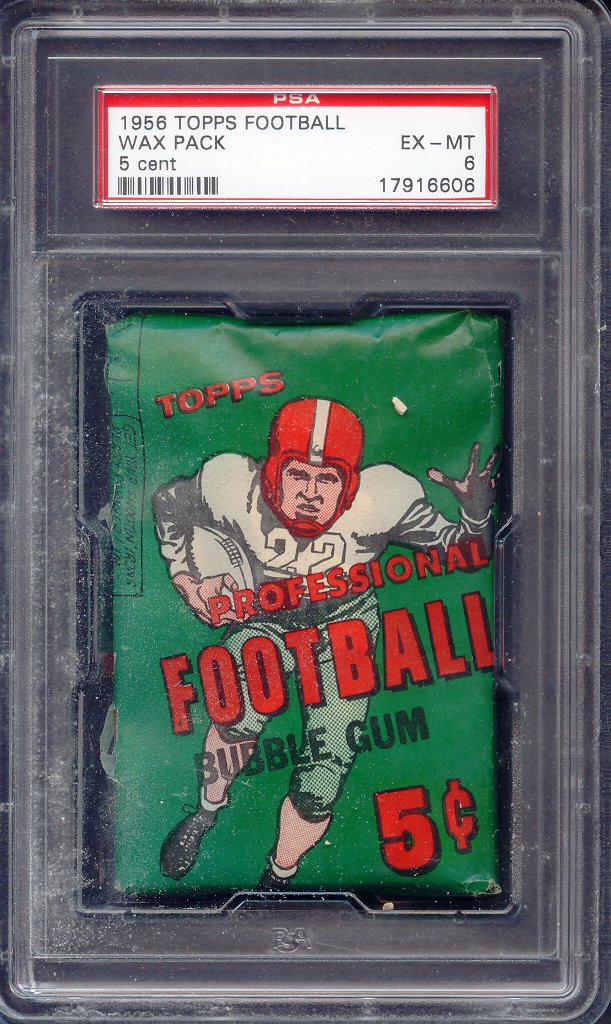 PSA
1956 TOPPS FOOTBALL
WAX PACK EX - MT
5 cent 6
17916606
TOPPS
22
PROFESSIONAL
FOOTBALL
BUBBLE GUM
5¢
PSA